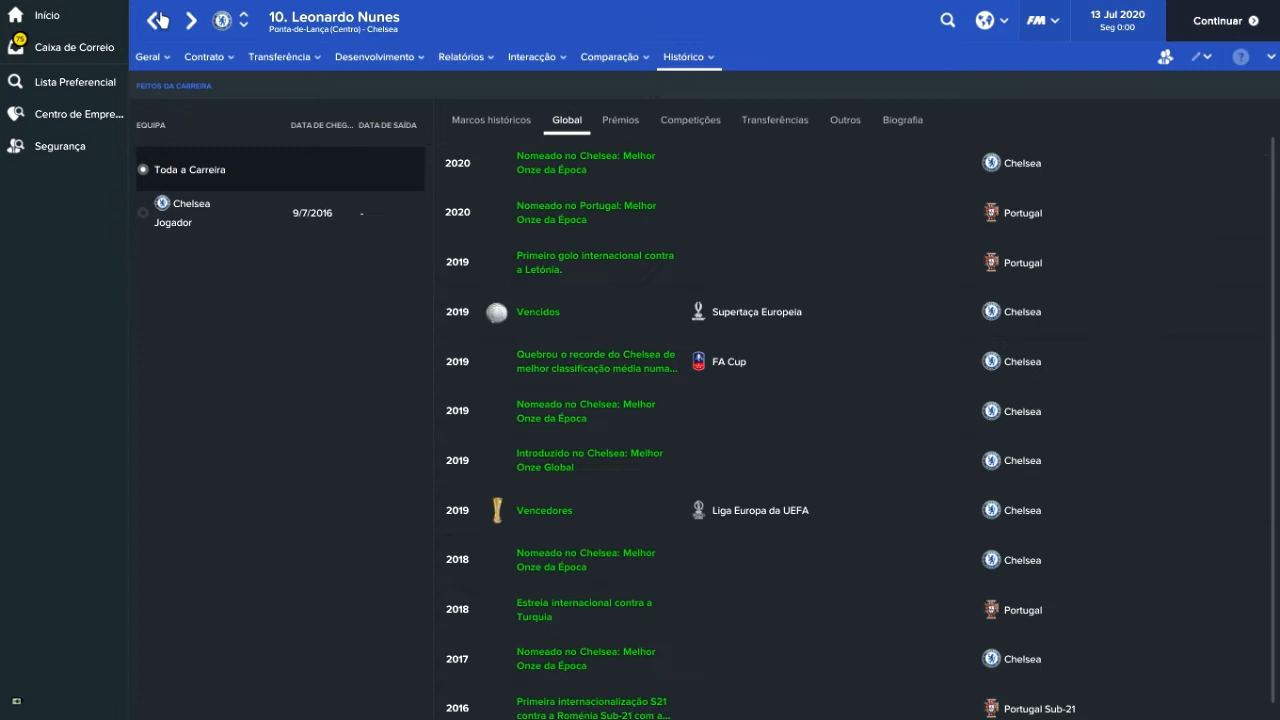 Início
75
Caixa de Correio
Lista Preferencial
Centro de Empre...
Segurança
10. Leonardo Nunes
Ponta-de-Lança (Centro) - Chelsea
FM
13 Jul 2020
Seg 0:00
Continuar
Geral
Contrato
Transferência
Desenvolvimento
Relatórios
Interacção
Comparação
Histórico
?
FEITOS DA CARREIRA
EQUIPA DATA DE CHEG... DATA DE SAÍDA
Toda a Carreira
Chelsea
Jogador
9/7/2016 -
Marcos históricos Global Prémios Competições Transferências Outros Biografia
2020 Nomeado no Chelsea: Melhor
Onze da Época
Chelsea
2020 Nomeado no Portugal: Melhor
Onze da Época
Portugal
2019 Primeiro golo internacional contra
a Letónia.
Portugal
2019 Vencidos Supertaça Europeia Chelsea
2019 Quebrou o recorde do Chelsea de
melhor classificação média numa...
FA Cup Chelsea
2019 Nomeado no Chelsea: Melhor
Onze da Época
Chelsea
2019 Introduzido no Chelsea: Melhor
Onze Global
Chelsea
2019 Vencedores Liga Europa da UEFA Chelsea
2018 Nomeado no Chelsea: Melhor
Onze da Época
Chelsea
2018 Estreia internacional contra a
Turquia
Portugal
2017 Nomeado no Chelsea: Melhor
Onze da Época
Chelsea
2016 Primeira internacionalização S21
contra a Roménia Sub-21 com a...
Portugal Sub-21